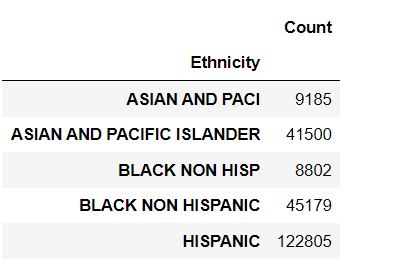 Count
Ethnicity
ASIAN AND PACI 9185
ASIAN AND PACIFIC ISLANDER 41500
BLACK NON HISP 8802
BLACK NON HISPANIC 45179
HISPANIC 122805